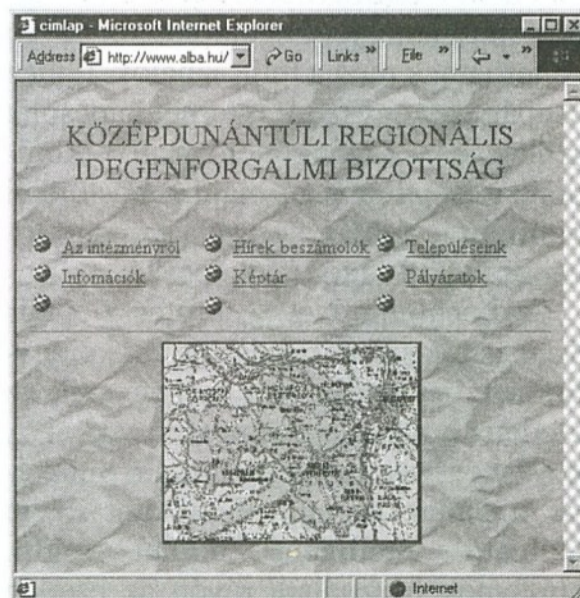 cimlap - Microsoft Internet Explorer
Address http://www.alba.hu/ Go Links » File »
KÖZÉPDUNÁNTÚLI REGIONÁLIS
IDEGENFORGALMI BIZOTTSÁG
Az intézményről Hírek beszámolók Településeink
Infomációk Képtár Pályázatok
Internet